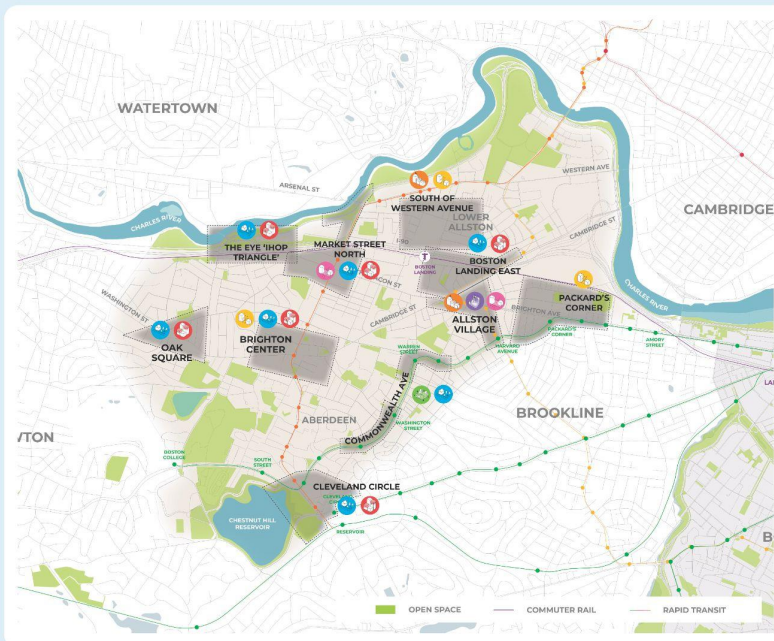 WATERTOWN
ARSENAL ST
WESTERN AVE
SOUTH OF
WESTERN AVENUE
LOWER
ALLSTON
CAMBRIDGE ST
CAMBRIDGE
CHARLES RIVER
THE EYE 'IHOP
TRIANGLE'
MARKET STREET
NORTH
I-90
BOSTON
LANDING
BOSTON
LANDING EAST
CHARLES RIVER
WASHINGTON ST
CAMBRIDGE ST
ALLSTON
VILLAGE
BRIGHTON AVE
PACKARD'S
CORNER
PACKARD'S
CORNER
AMORY
STREET
HARVARD
AVENUE
OAK
SQUARE
BRIGHTON
CENTER
WARREN
STREET
COMMONWEALTH AVE
WASHINGTON
STREET
ABERDEEN
BROOKLINE
BOSTON
COLLEGE
SOUTH
STREET
CLEVELAND CIRCLE
CHESTNUT HILL
RESERVOIR
RESERVOIR
OPEN SPACE
COMMUTER RAIL
RAPID TRANSIT